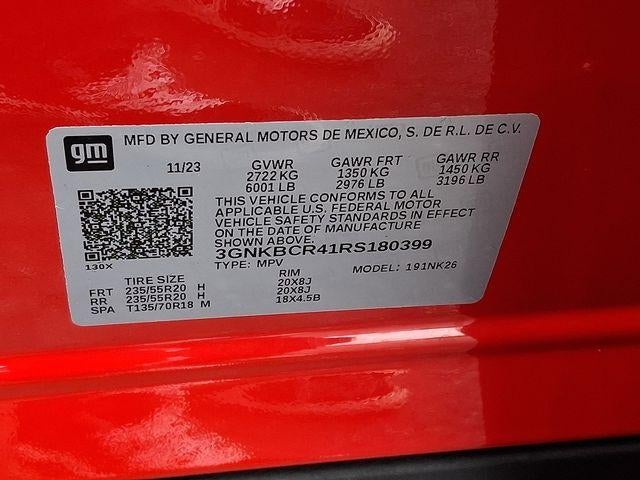 gm
MFD BY GENERAL MOTORS DE MEXICO, S. DE R.L. DE C.V.
11/23 GVWR GAWR FRT GAWR RR
2722 KG 1350 KG 1450 KG
6001 LB 2976 LB 3196 LB
THIS VEHICLE CONFORMS TO ALL
APPLICABLE U.S. FEDERAL MOTOR
VEHICLE SAFETY STANDARDS IN EFFECT
ON THE DATE OF MANUFACTURE
SHOWN ABOVE.
3GNKBCR41RS180399
130X TYPE: MPV MODEL: 191NK26
TIRE SIZE RIM
FRT 235/55R20 H 20X8J
RR 235/55R20 H 20X8J
SPA T135/70R18 M 18X4.5B